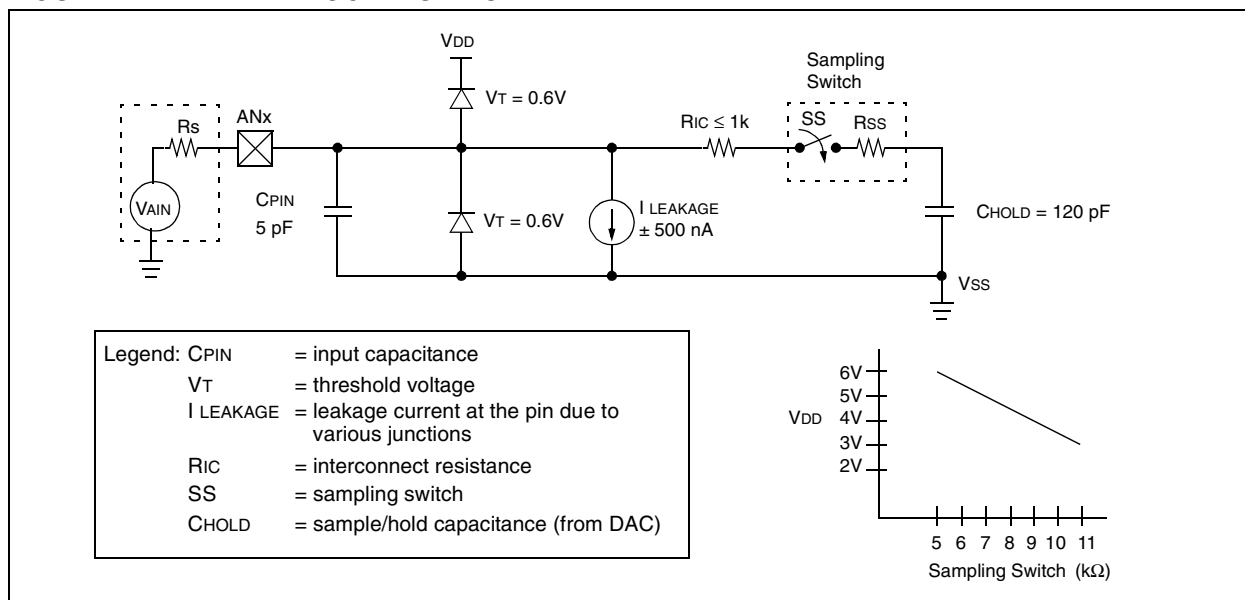 VDD
Sampling
Switch
VT = 0.6V
ANx
RIC ≤ 1k
SS
RSS
Rs
CPIN
VAIN
I LEAKAGE
VT = 0.6V
CHOLD = 120 pF
5 pF
± 500 nA
VSS
Legend: CPIN = input capacitance
VT = threshold voltage
I LEAKAGE = leakage current at the pin due to
various junctions
RIC = interconnect resistance
SS = sampling switch
CHOLD = sample/hold capacitance (from DAC)
6V
5V
VDD 4V
3V
2V
5 6 7 8 9 10 11
Sampling Switch (kΩ)